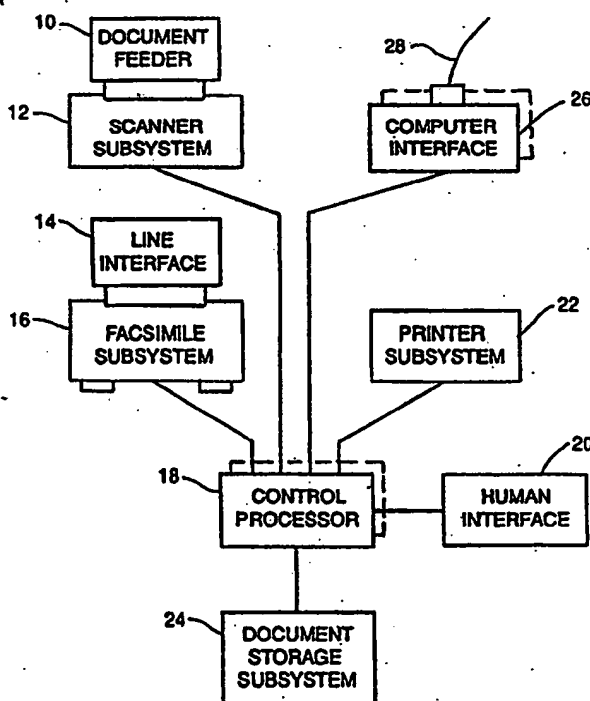 10
DOCUMENT
FEEDER
12
SCANNER
SUBSYSTEM
28
26
COMPUTER
INTERFACE
14
LINE
INTERFACE
16
FACSIMILE
SUBSYSTEM
22
PRINTER
SUBSYSTEM
18
CONTROL
PROCESSOR
20
HUMAN
INTERFACE
24
DOCUMENT
STORAGE
SUBSYSTEM